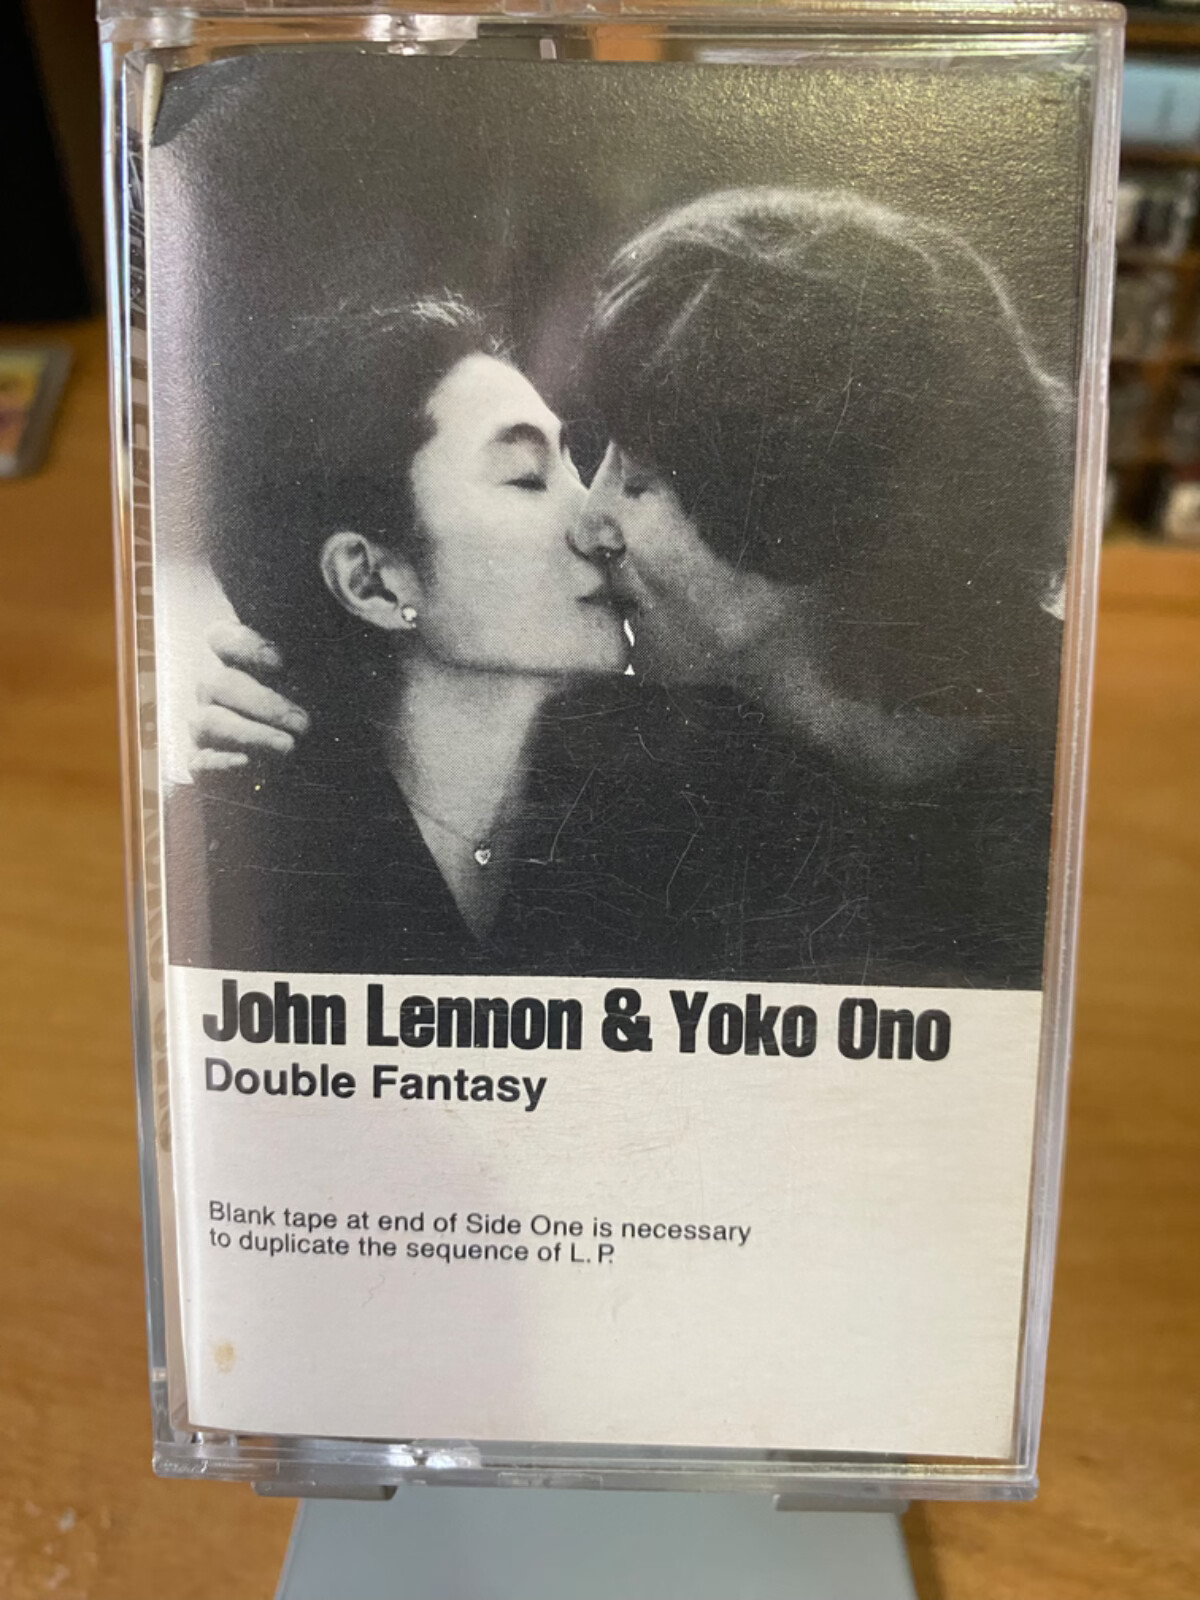 John Lennon & Yoko Ono
Double Fantasy
Blank tape at end of Side One is necessary
to duplicate the sequence of L. P.